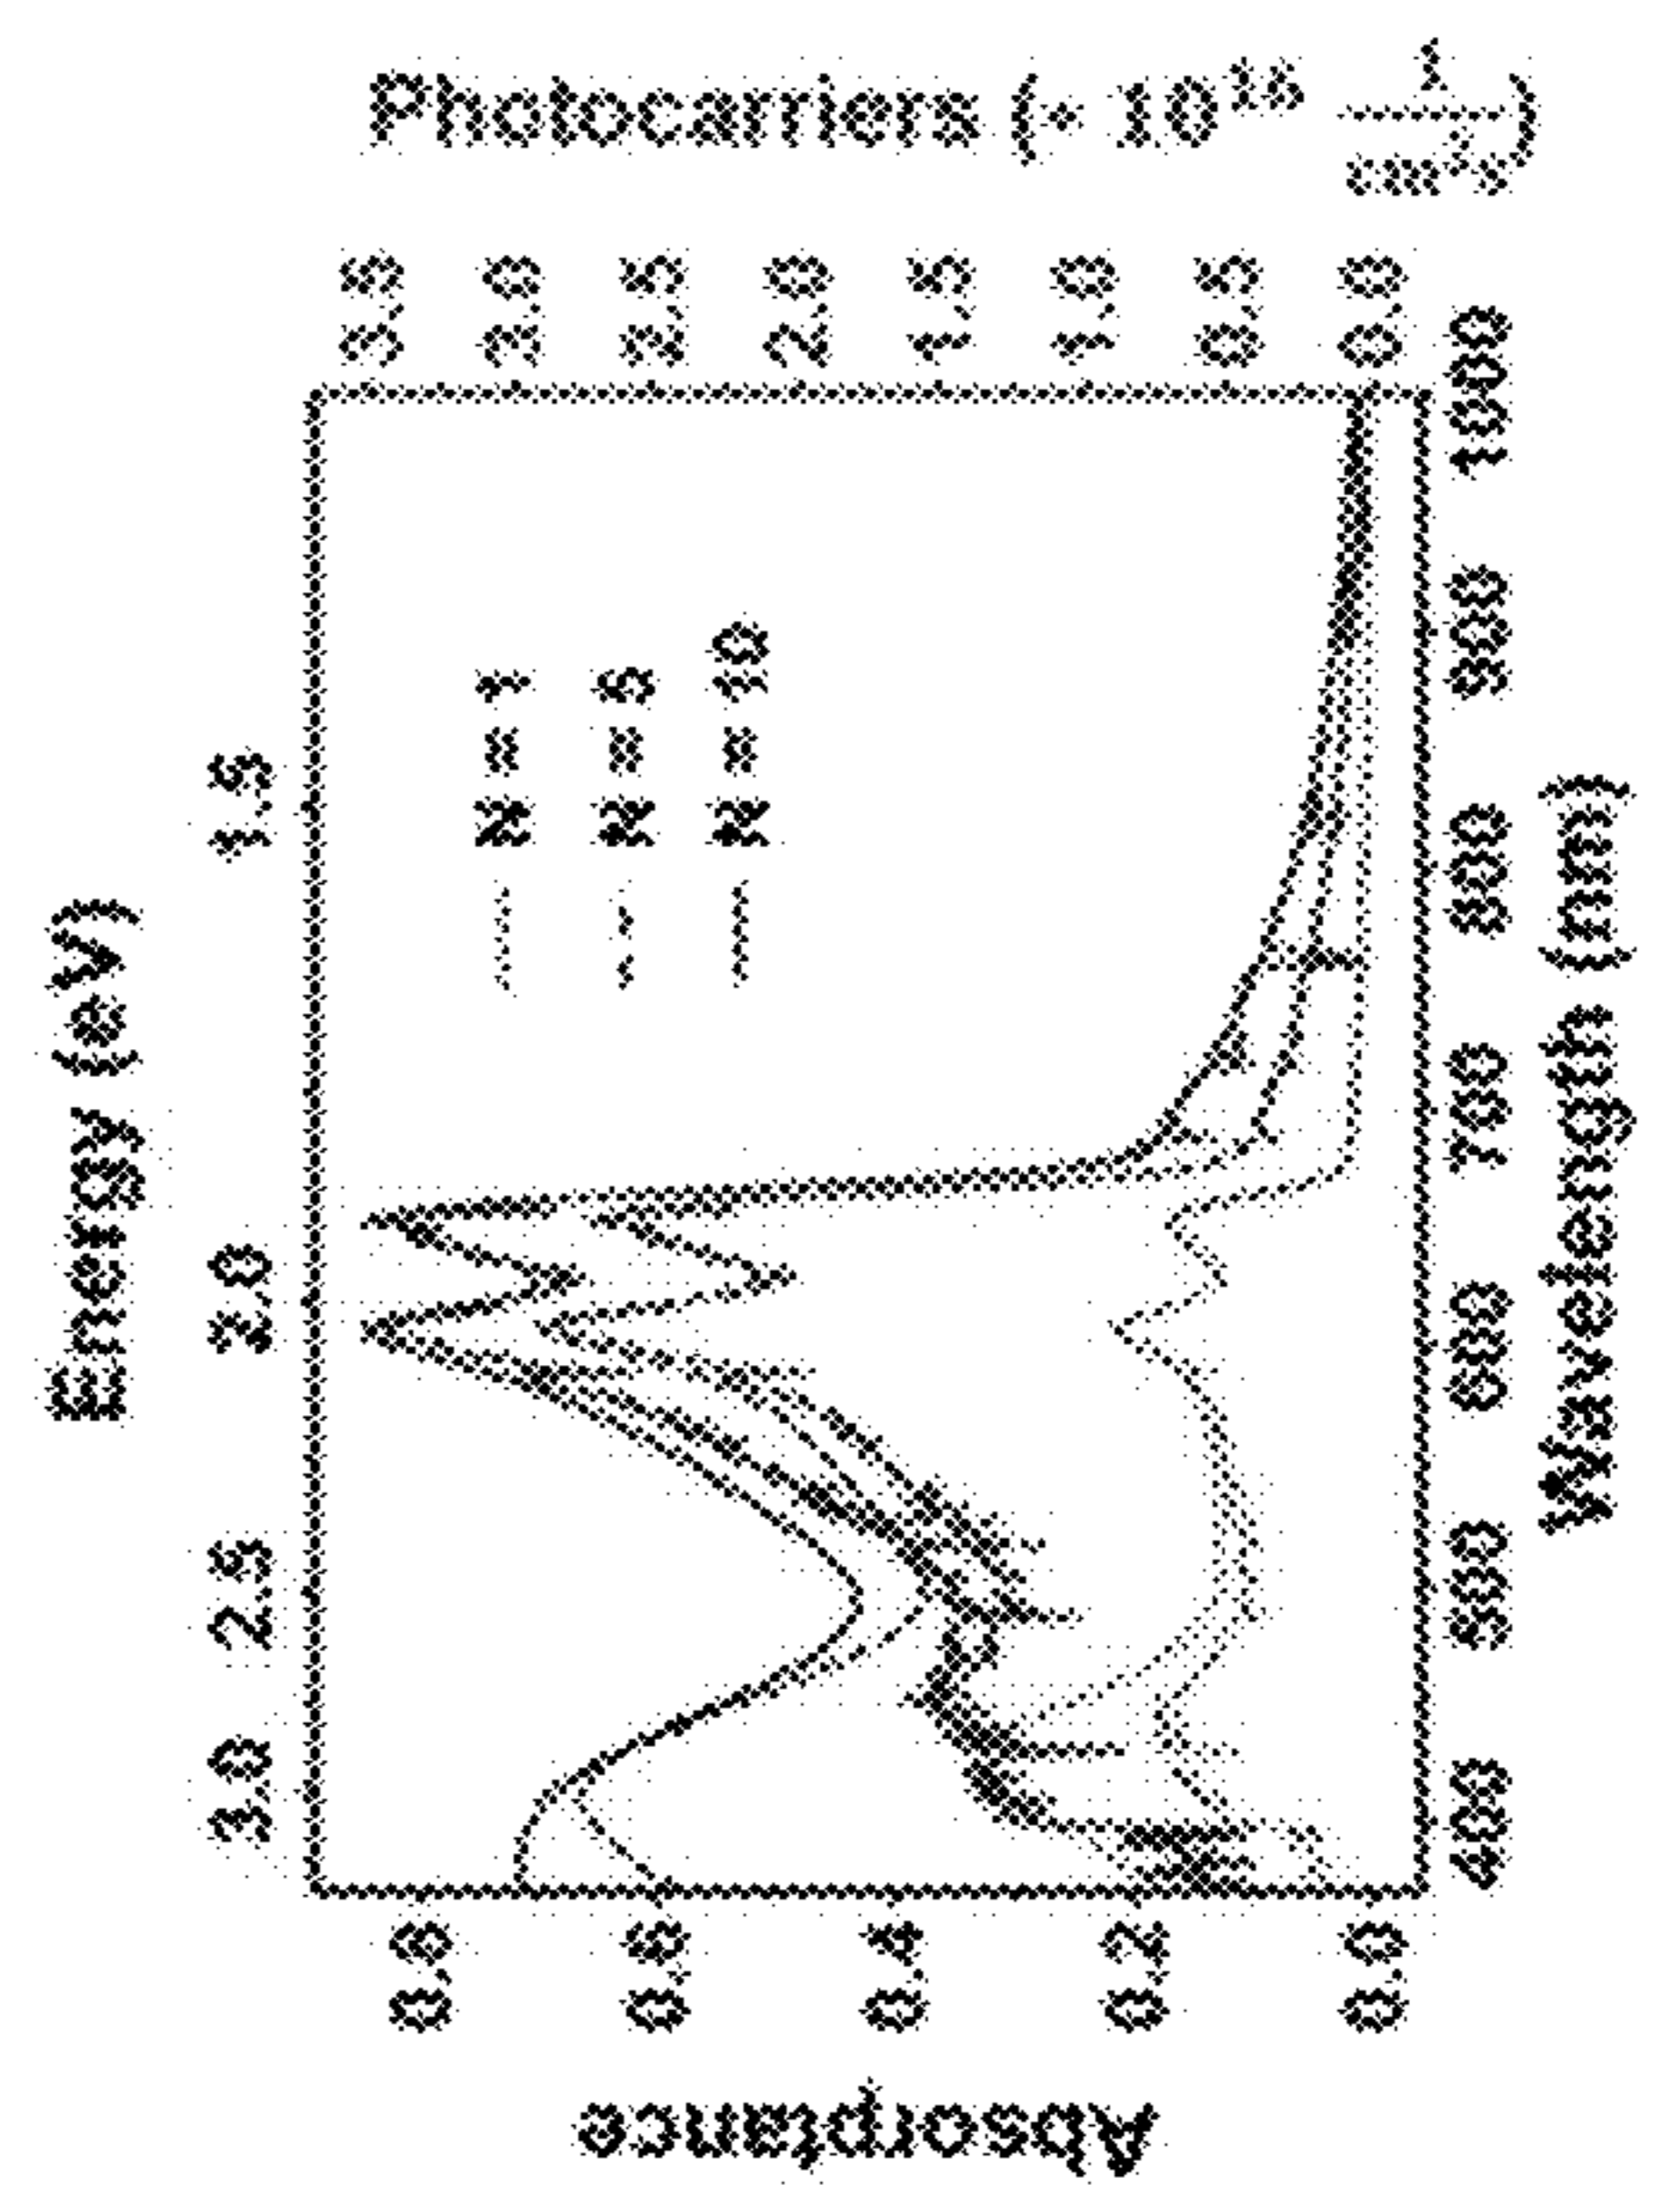 Energy (eV)
3.0 2.5 2.0 1.5
Absorptance
0.8
0.6
0.4
0.2
0.0
N = 1
N = 5
N = 10
3.5
3.0
2.5
2.0
1.5
1.0
0.5
0.0
Photocarriers (× 10¹⁵ 1/cm²s)
400 500 600 700 800 900 1000
Wavelength (nm)